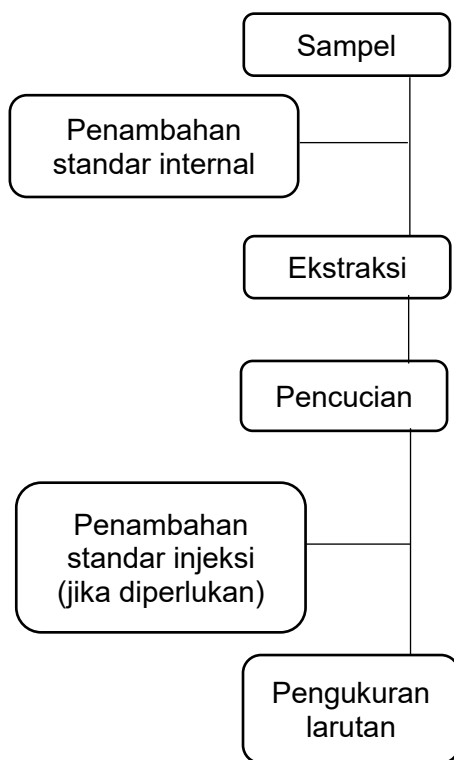 Sampel
Penambahan
standar internal
Ekstraksi
Pencucian
Penambahan
standar injeksi
(jika diperlukan)
Pengukuran
larutan